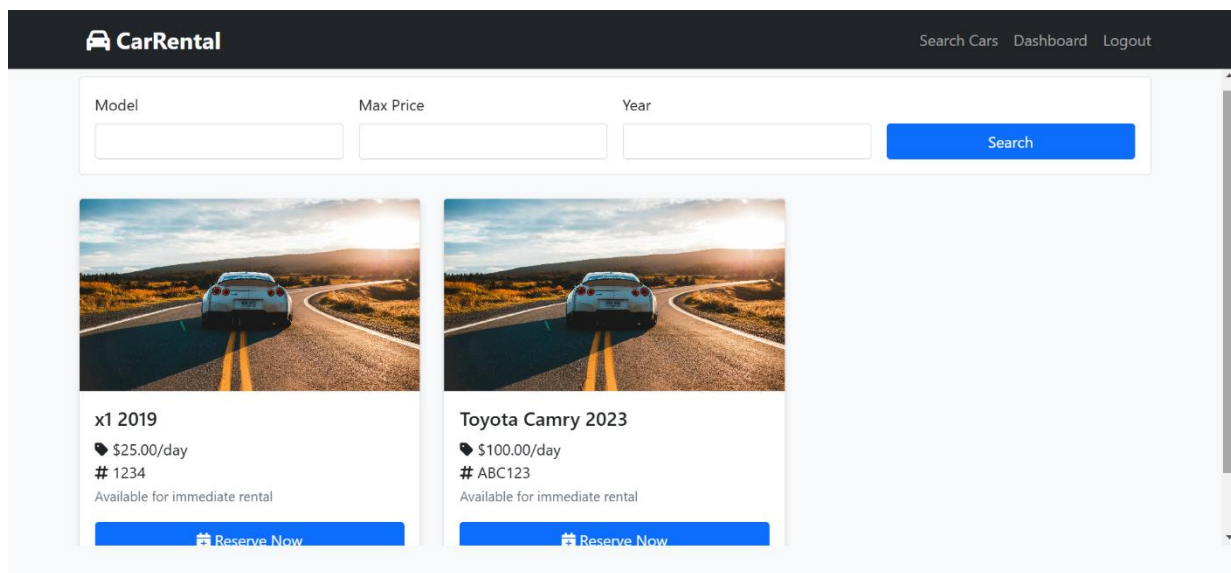 CarRental
Search Cars Dashboard Logout
Model
Max Price
Year
Search
x1 2019
$25.00/day
# 1234
Available for immediate rental
Reserve Now
Toyota Camry 2023
$100.00/day
# ABC123
Available for immediate rental
Reserve Now